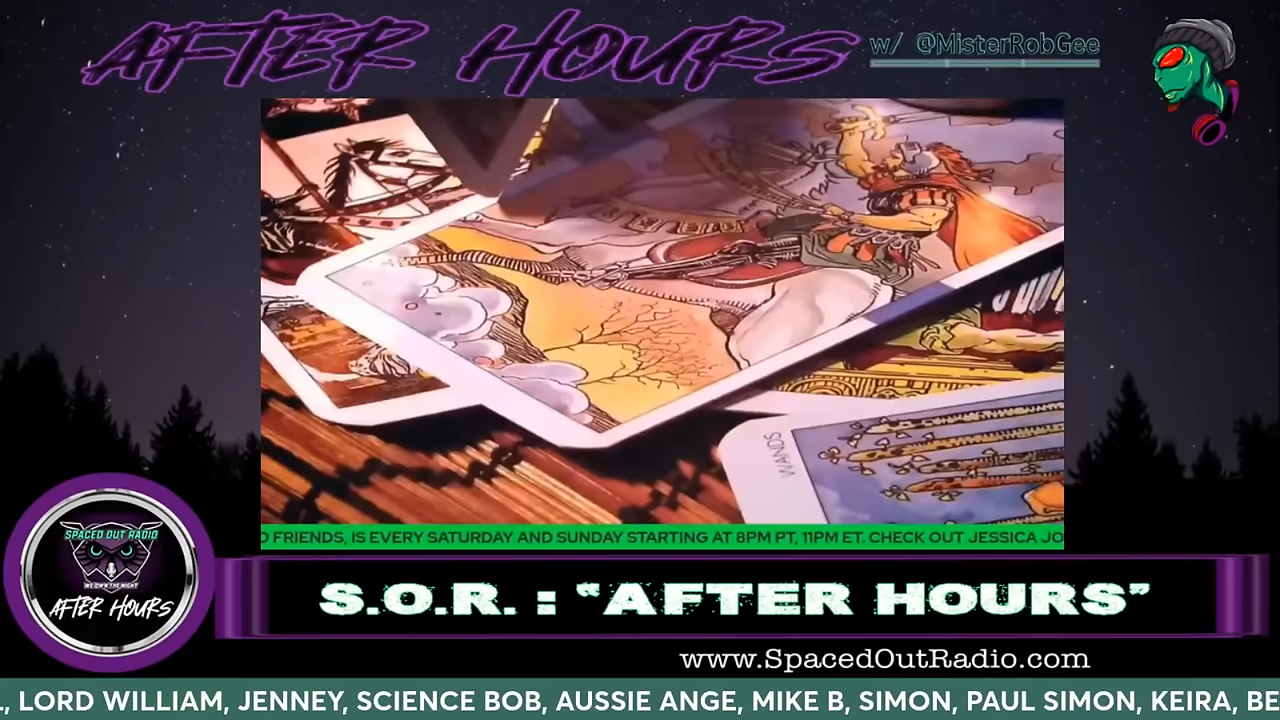 AFTER HOURS
w/ @MisterRobGee
WANDS
FRIENDS, IS EVERY SATURDAY AND SUNDAY STARTING AT 8PM PT, 11PM ET. CHECK OUT JESSICA JO
SPACED OUT RADIO
WE OWN THE NIGHT
AFTER HOURS
S.O.R. : “AFTER HOURS”
www.SpacedOutRadio.com
LORD WILLIAM, JENNEY, SCIENCE BOB, AUSSIE ANGE, MIKE B, SIMON, PAUL SIMON, KEIRA, BE